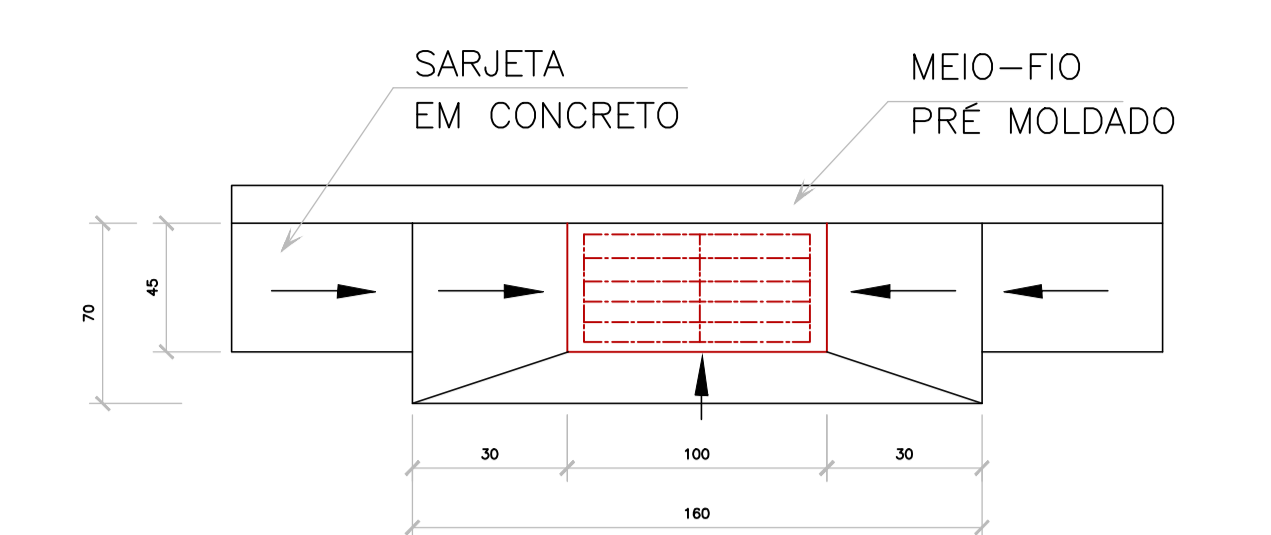 SARJETA
EM CONCRETO
MEIO-FIO
PRÉ MOLDADO
70
45
30
100
30
160